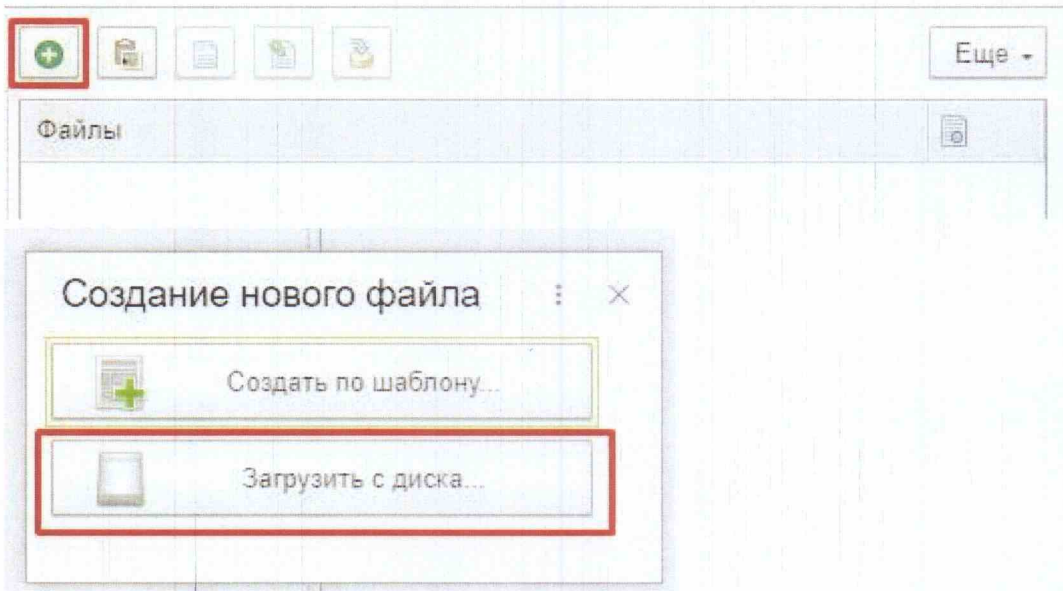 Еще
Файлы
Создание нового файла
Создать по шаблону...
Загрузить с диска...